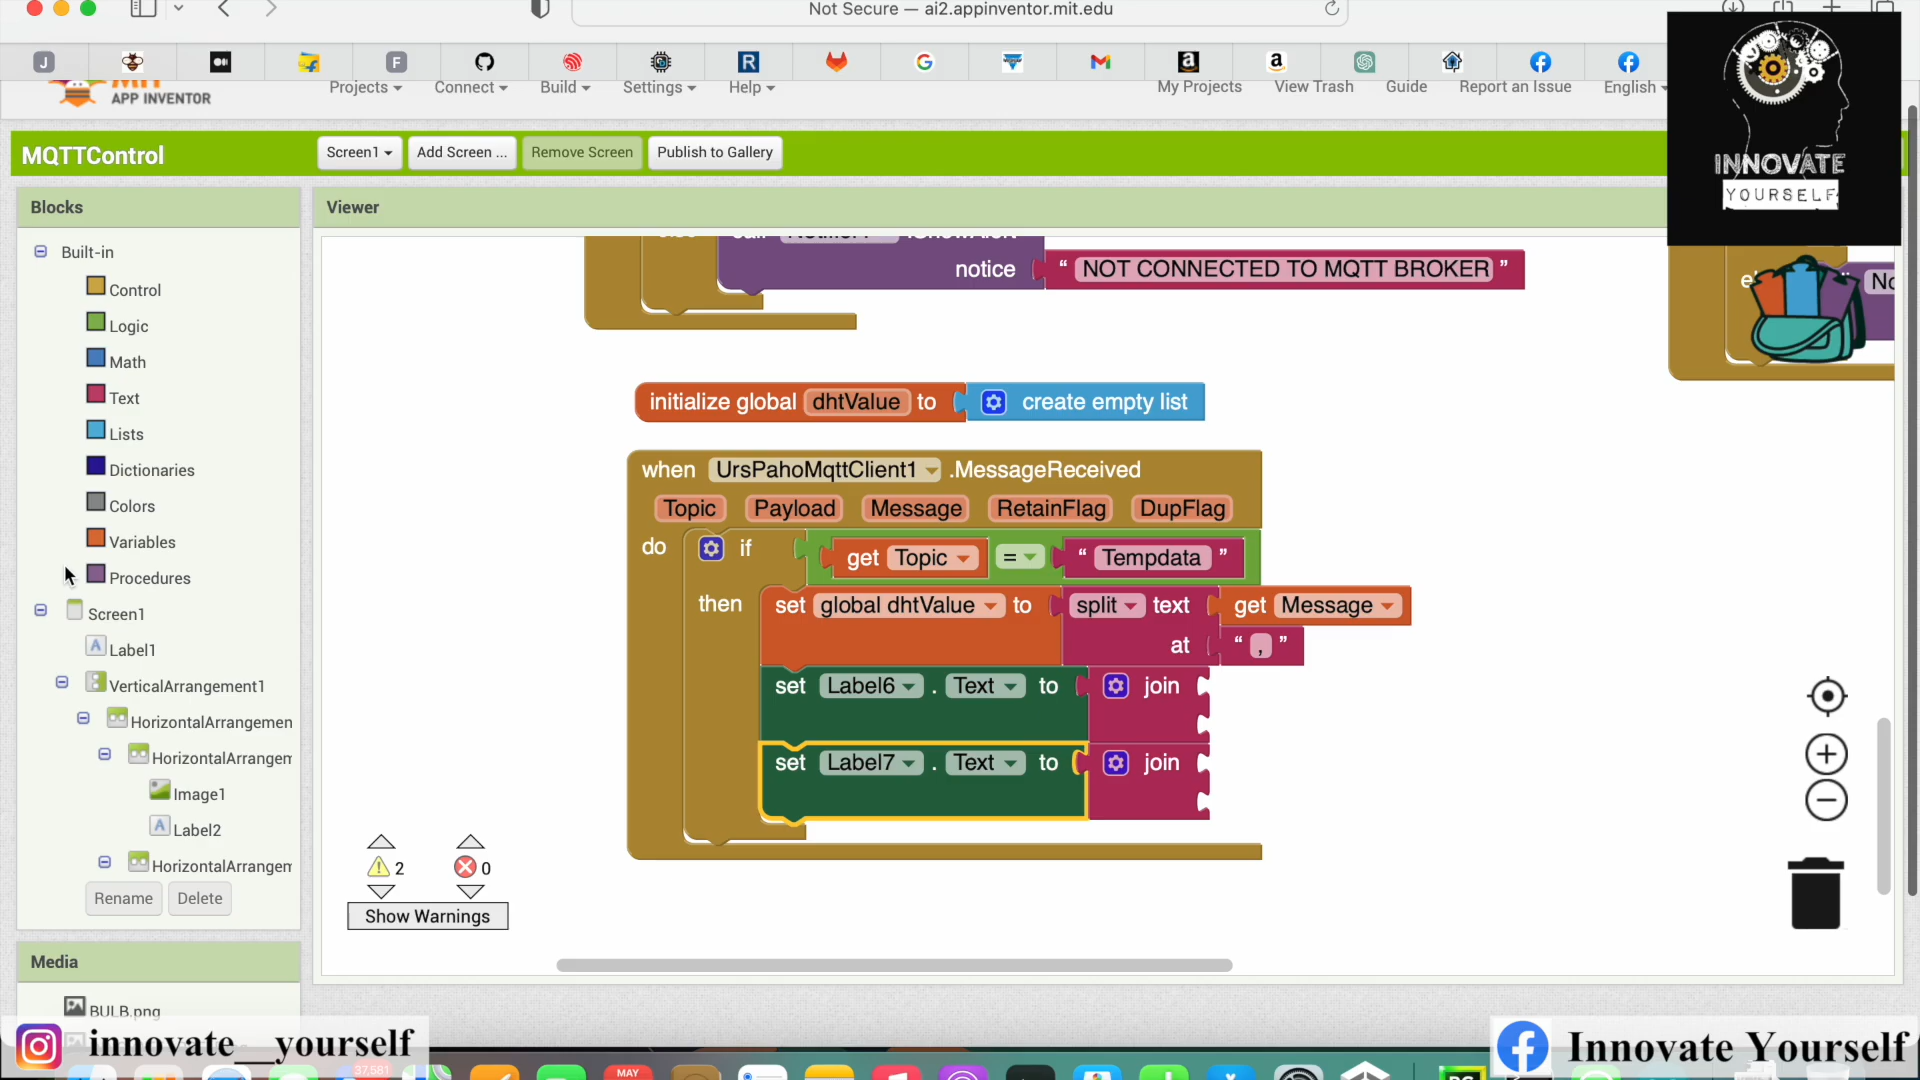 Not Secure — ai2.appinventor.mit.edu
J
F
R
APP INVENTOR
Projects
Connect
Build
Settings
Help
My Projects
View Trash
Guide
Report an Issue
English
INNOVATE
YOURSELF
MQTTControl
Screen1
Add Screen ...
Remove Screen
Publish to Gallery
Blocks
Viewer
Built-in
Control
Logic
Math
Text
Lists
Dictionaries
Colors
Variables
Procedures
Screen1
Label1
VerticalArrangement1
HorizontalArrangemen
HorizontalArrangem
Image1
Label2
HorizontalArrangem
Rename
Delete
Media
BULB.png
notice “ NOT CONNECTED TO MQTT BROKER ”
initialize global dhtValue to create empty list
when UrsPahoMqttClient1 .MessageReceived
Topic Payload Message RetainFlag DupFlag
do if get Topic = “ Tempdata ”
then set global dhtValue to split text get Message
at “ , ”
set Label6 . Text to join
set Label7 . Text to join
2
0
Show Warnings
innovate__yourself
Innovate Yourself
37,581
MAY